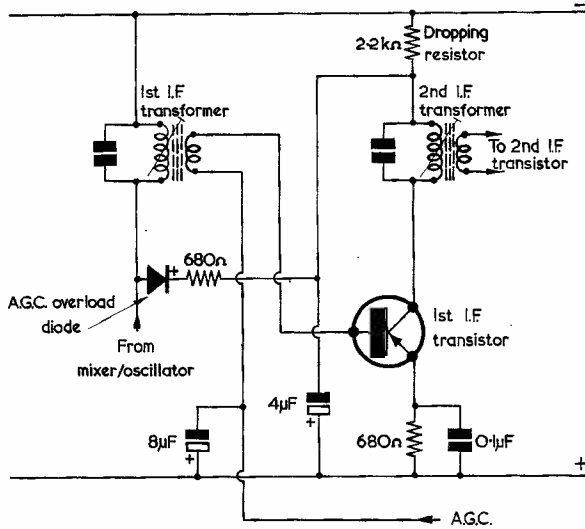 −
2·2kΩ
Dropping
resistor
1st I.F.
transformer
2nd I.F.
transformer
To 2nd I.F
transistor
680Ω
+
A.G.C. overload
diode
From
mixer/oscillator
1st I.F.
transistor
4µF
+
8µF
+
680Ω
0·1µF
+
A.G.C.